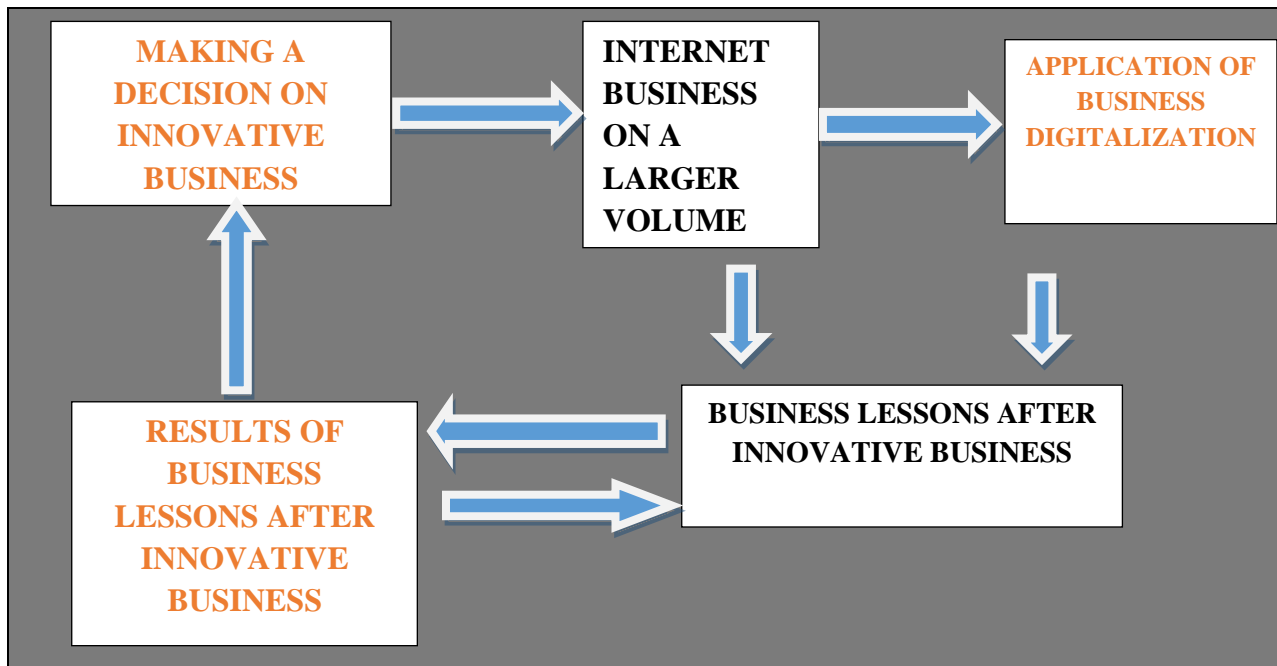 MAKING A
DECISION ON
INNOVATIVE
BUSINESS
INTERNET
BUSINESS
ON A
LARGER
VOLUME
APPLICATION OF
BUSINESS
DIGITALIZATION
RESULTS OF
BUSINESS
LESSONS AFTER
INNOVATIVE
BUSINESS
BUSINESS LESSONS AFTER
INNOVATIVE BUSINESS